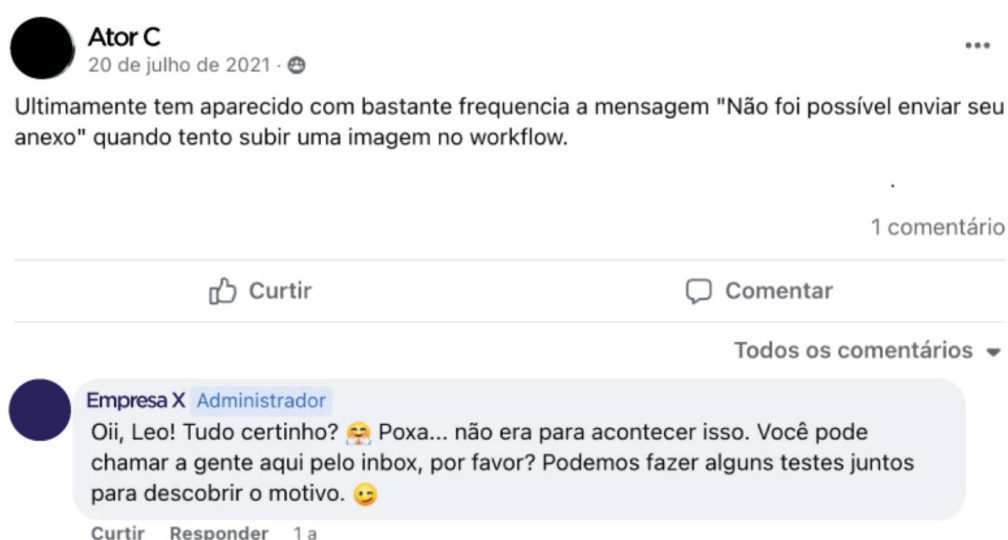 Ator C
20 de julho de 2021 ·
Ultimamente tem aparecido com bastante frequencia a mensagem "Não foi possível enviar seu
anexo" quando tento subir uma imagem no workflow.
1 comentário
Curtir Comentar
Todos os comentários
Empresa X Administrador
Oii, Leo! Tudo certinho? 🤗 Poxa... não era para acontecer isso. Você pode
chamar a gente aqui pelo inbox, por favor? Podemos fazer alguns testes juntos
para descobrir o motivo. 😉
Curtir Responder 1 a